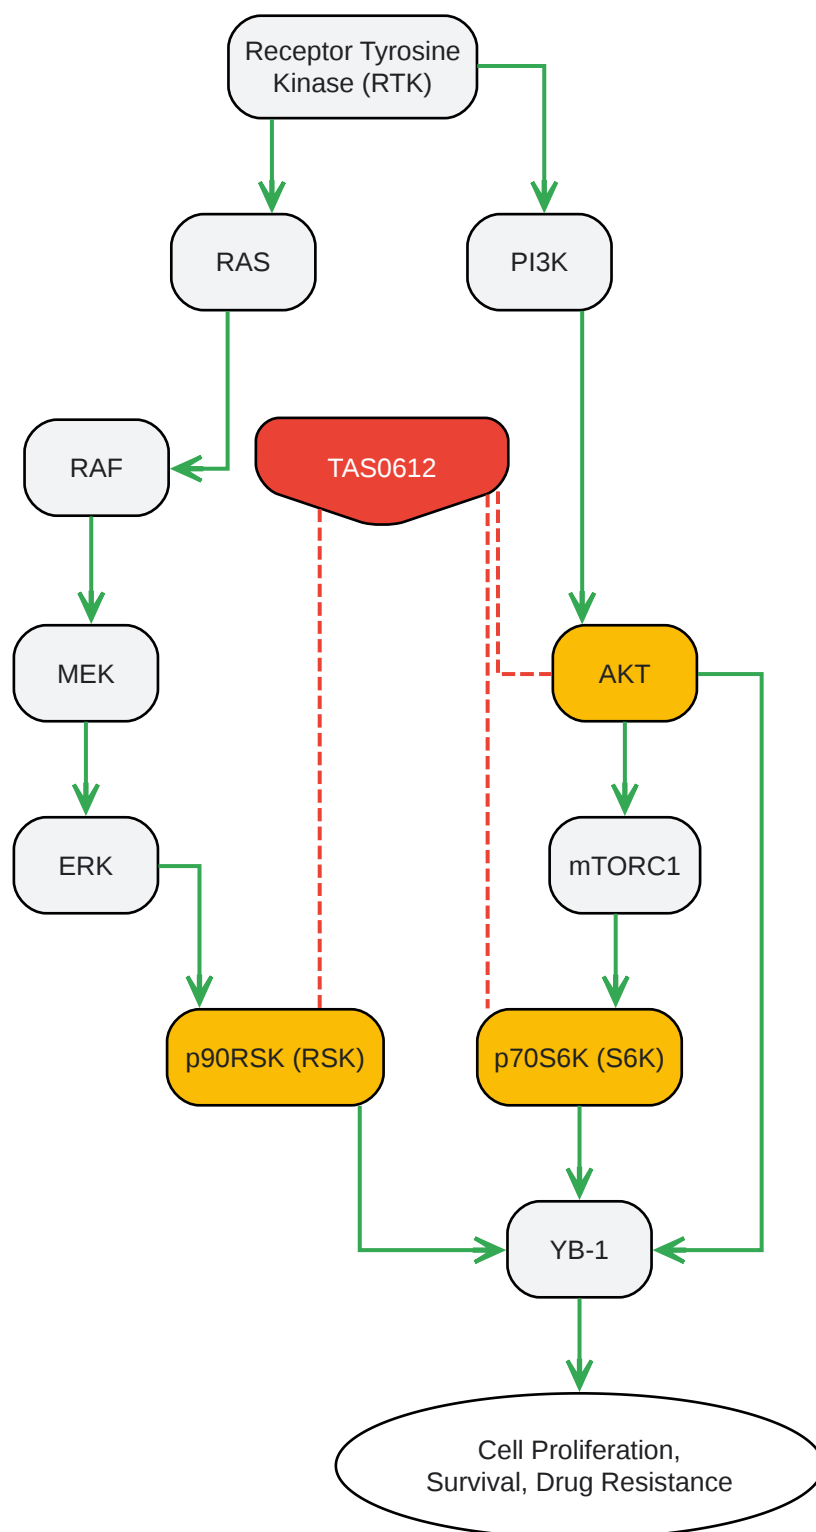 Receptor Tyrosine
Kinase (RTK)
RAS
PI3K
RAF
TAS0612
MEK
AKT
ERK
mTORC1
p90RSK (RSK)
p70S6K (S6K)
YB-1
Cell Proliferation,
Survival, Drug Resistance